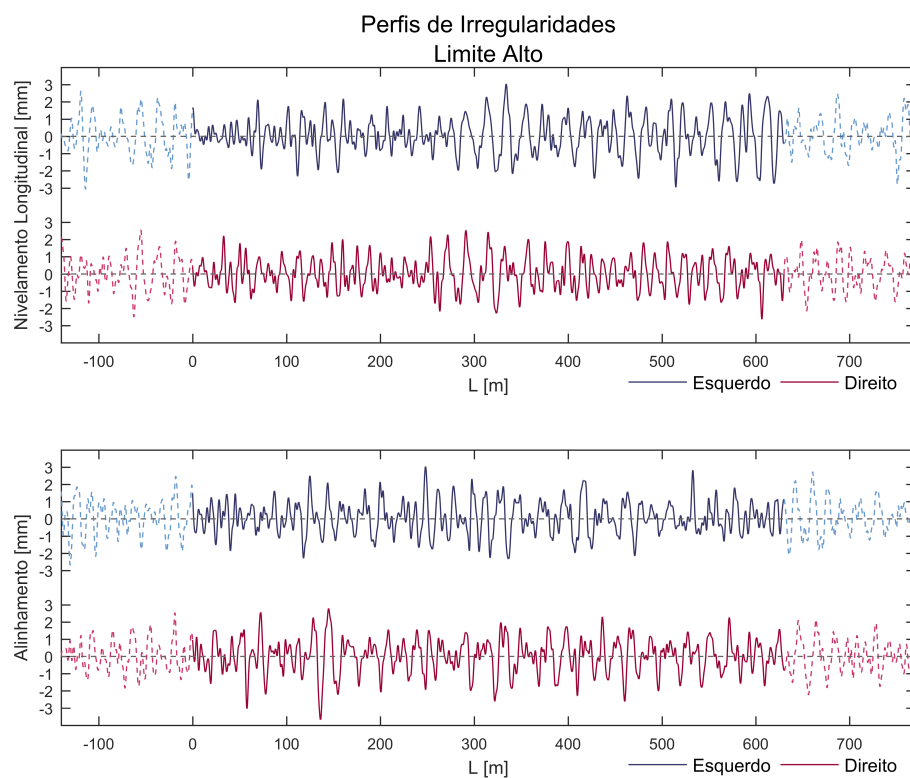 Perfis de Irregularidades
Limite Alto
Nivelamento Longitudinal [mm]
3
2
1
0
-1
-2
-3
3
2
1
0
-1
-2
-3
-100 0 100 200 300 400 500 600 700
L [m]
Esquerdo Direito
Alinhamento [mm]
3
2
1
0
-1
-2
-3
3
2
1
0
-1
-2
-3
-100 0 100 200 300 400 500 600 700
L [m]
Esquerdo Direito